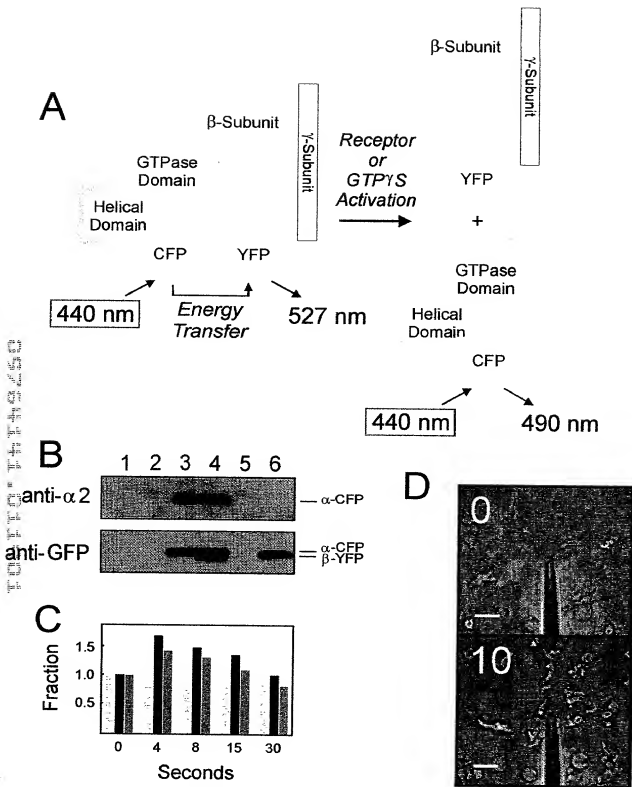 A
β-Subunit
γ-Subunit
GTPase
Domain
Helical
Domain
CFP
YFP
440 nm
Energy
Transfer
527 nm
Receptor
or
GTPγS
Activation
β-Subunit
γ-Subunit
YFP
+
GTPase
Domain
Helical
Domain
CFP
440 nm
490 nm
B
1 2 3 4 5 6
anti-α2
α-CFP
anti-GFP
α-CFP
β-YFP
C
Fraction
1.5
1.0
0.5
0 4 8 15 30
Seconds
D
0
10